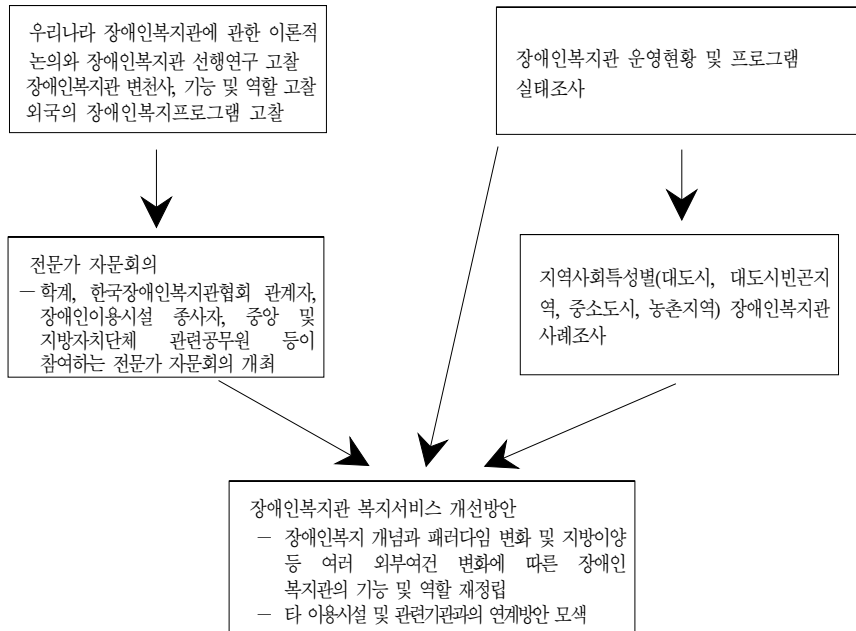 우리나라 장애인복지관에 관한 이론적
논의와 장애인복지관 선행연구 고찰
장애인복지관 변천사, 기능 및 역할 고찰
외국의 장애인복지프로그램 고찰
장애인복지관 운영현황 및 프로그램
실태조사
전문가 자문회의
― 학계, 한국장애인복지관협회 관계자,
장애인이용시설 종사자, 중앙 및
지방자치단체 관련공무원 등이
참여하는 전문가 자문회의 개최
지역사회특성별(대도시, 대도시빈곤지
역, 중소도시, 농촌지역) 장애인복지관
사례조사
장애인복지관 복지서비스 개선방안
― 장애인복지 개념과 패러다임 변화 및 지방이양
등 여러 외부여건 변화에 따른 장애인
복지관의 기능 및 역할 재정립
― 타 이용시설 및 관련기관과의 연계방안 모색